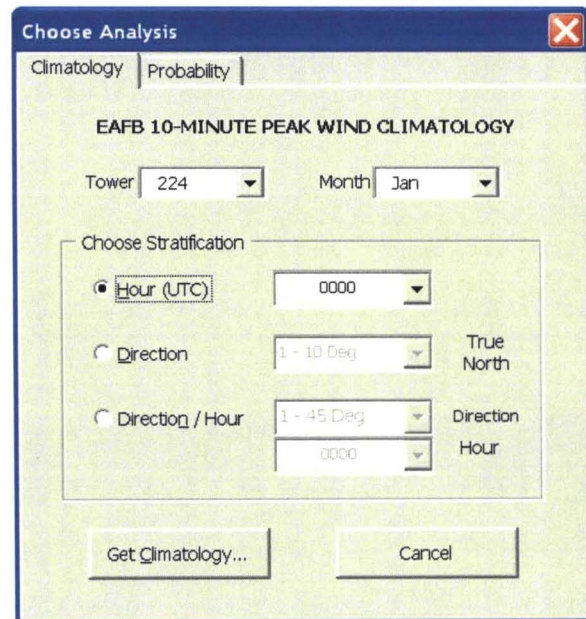 Choose Analysis
Climatology Probability
EAFB 10-MINUTE PEAK WIND CLIMATOLOGY
Tower 224 Month Jan
Choose Stratification
Hour (UTC) 0000
Direction 1 - 10 Deg True North
Direction / Hour 1 - 45 Deg Direction
0000 Hour
Get Climatology... Cancel